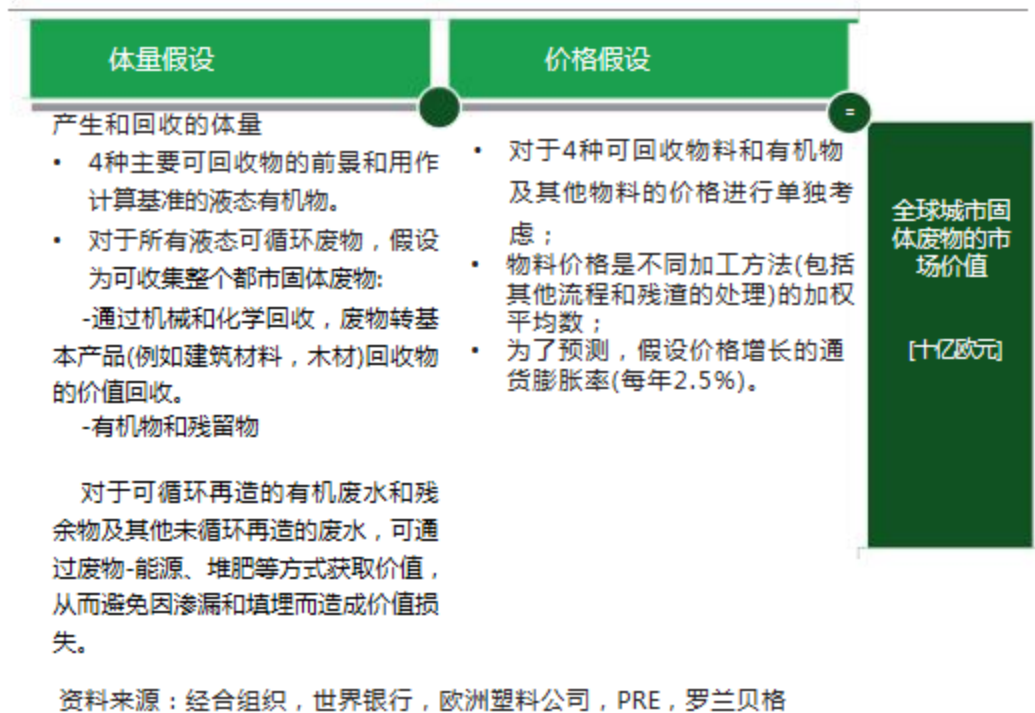 体量假设
产生和回收的体量
• 4种主要可回收物的前景和用作
计算基准的液态有机物。
• 对于所有液态可循环废物，假设
为可收集整个都市固体废物:
-通过机械和化学回收，废物转基
本产品(例如建筑材料，木材)回收物
的价值回收。
-有机物和残留物
对于可循环再造的有机废水和残
余物及其他未循环再造的废水，可通
过废物-能源、堆肥等方式获取价值，
从而避免因渗漏和填埋而造成价值损
失。
价格假设
• 对于4种可回收物料和有机物
及其他物料的价格进行单独考
虑；
• 物料价格是不同加工方法(包括
其他流程和残渣的处理)的加权
平均数；
• 为了预测，假设价格增长的通
货膨胀率(每年2.5%)。
=
全球城市固
体废物的市
场价值
[十亿欧元]
资料来源：经合组织，世界银行，欧洲塑料公司，PRE，罗兰贝格